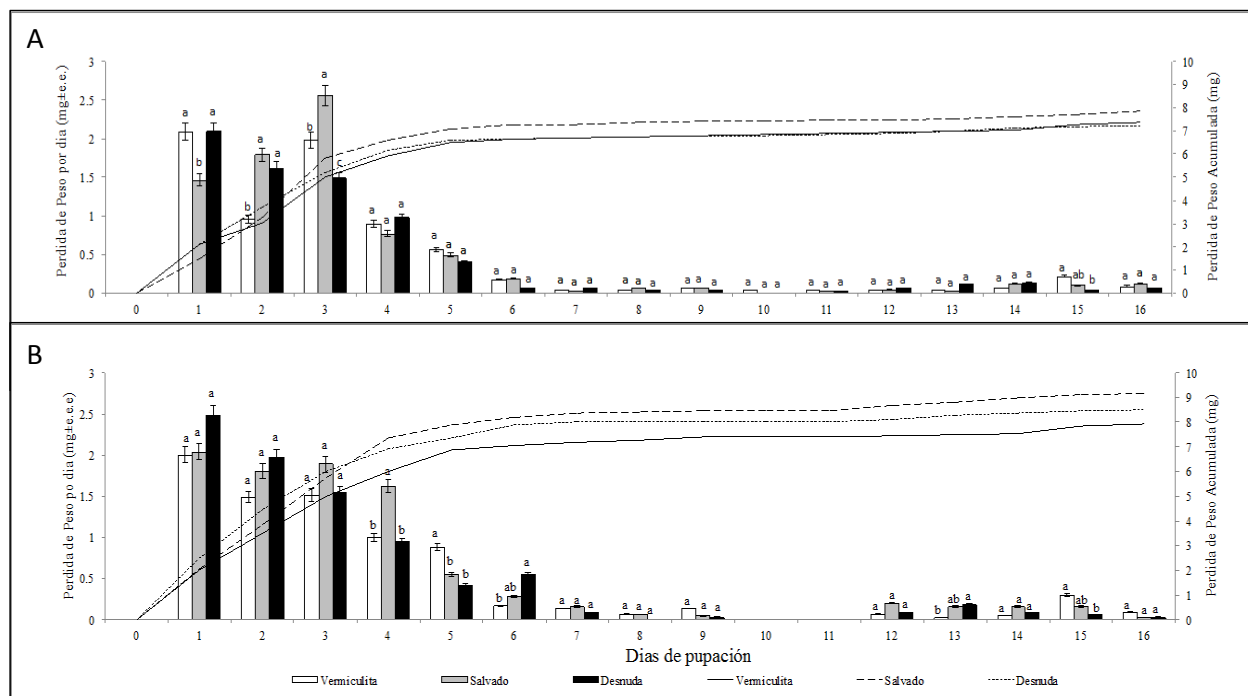 A
Perdida de Peso por dia (mg±e.e.)
Perdida de Peso Acumulada (mg)
3
2.5
2
1.5
1
0.5
0
10
9
8
7
6
5
4
3
2
1
0
a b a
b a a
b a c
a a a
a a a
a a a
a a a
a a a
a a a
a a a
a a a
a a a
a a a
a a a
a ab b
a a a
0 1 2 3 4 5 6 7 8 9 10 11 12 13 14 15 16
B
Perdida de Peso po dia (mg±e.e)
Perdida de Peso Acumulada (mg)
3
2.5
2
1.5
1
0.5
0
10
9
8
7
6
5
4
3
2
1
0
a a a
a a a
a a a
b a b
a b b
b ab a
a a a
a a a
a a a
a a a
b ab a
a a a
a ab b
a a a
0 1 2 3 4 5 6 7 8 9 10 11 12 13 14 15 16
Dias de pupación
Vermiculita Salvado Desnuda Vermiculita Salvado Desnuda